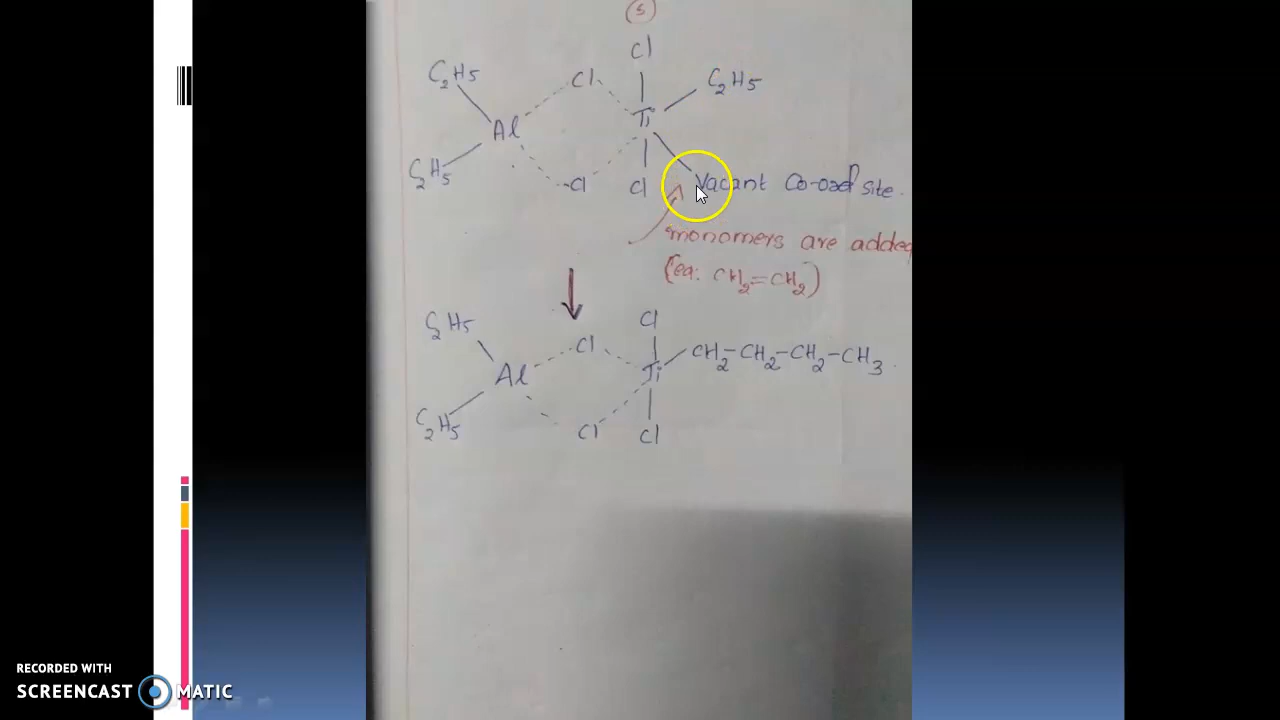 5
Cl
C2H5 Cl C2H5
Al Ti
C2H5 Cl Cl Vacant Co-ord site.
monomers are added
(eq: CH2=CH2)
Cl
C2H5 Cl CH2-CH2-CH2-CH3
Al Ti
C2H5 Cl Cl
RECORDED WITH
SCREENCAST MATIC